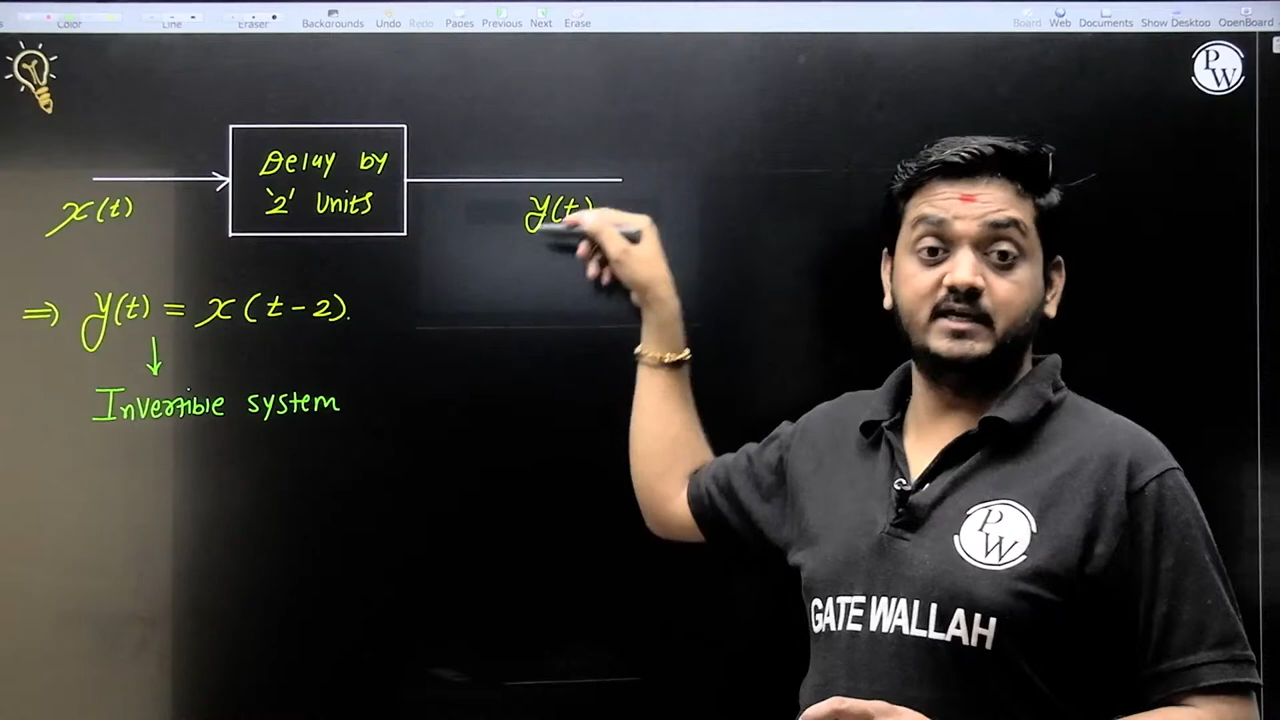 Color Line Eraser Backgrounds Undo Redo Pages Previous Next Erase Board Web Documents Show Desktop OpenBoard
PW
Delay by
'2' Units
x(t)
y(t)
⇒ y(t) = x(t-2).
↓
Invertible system
PW
GATE WALLAH